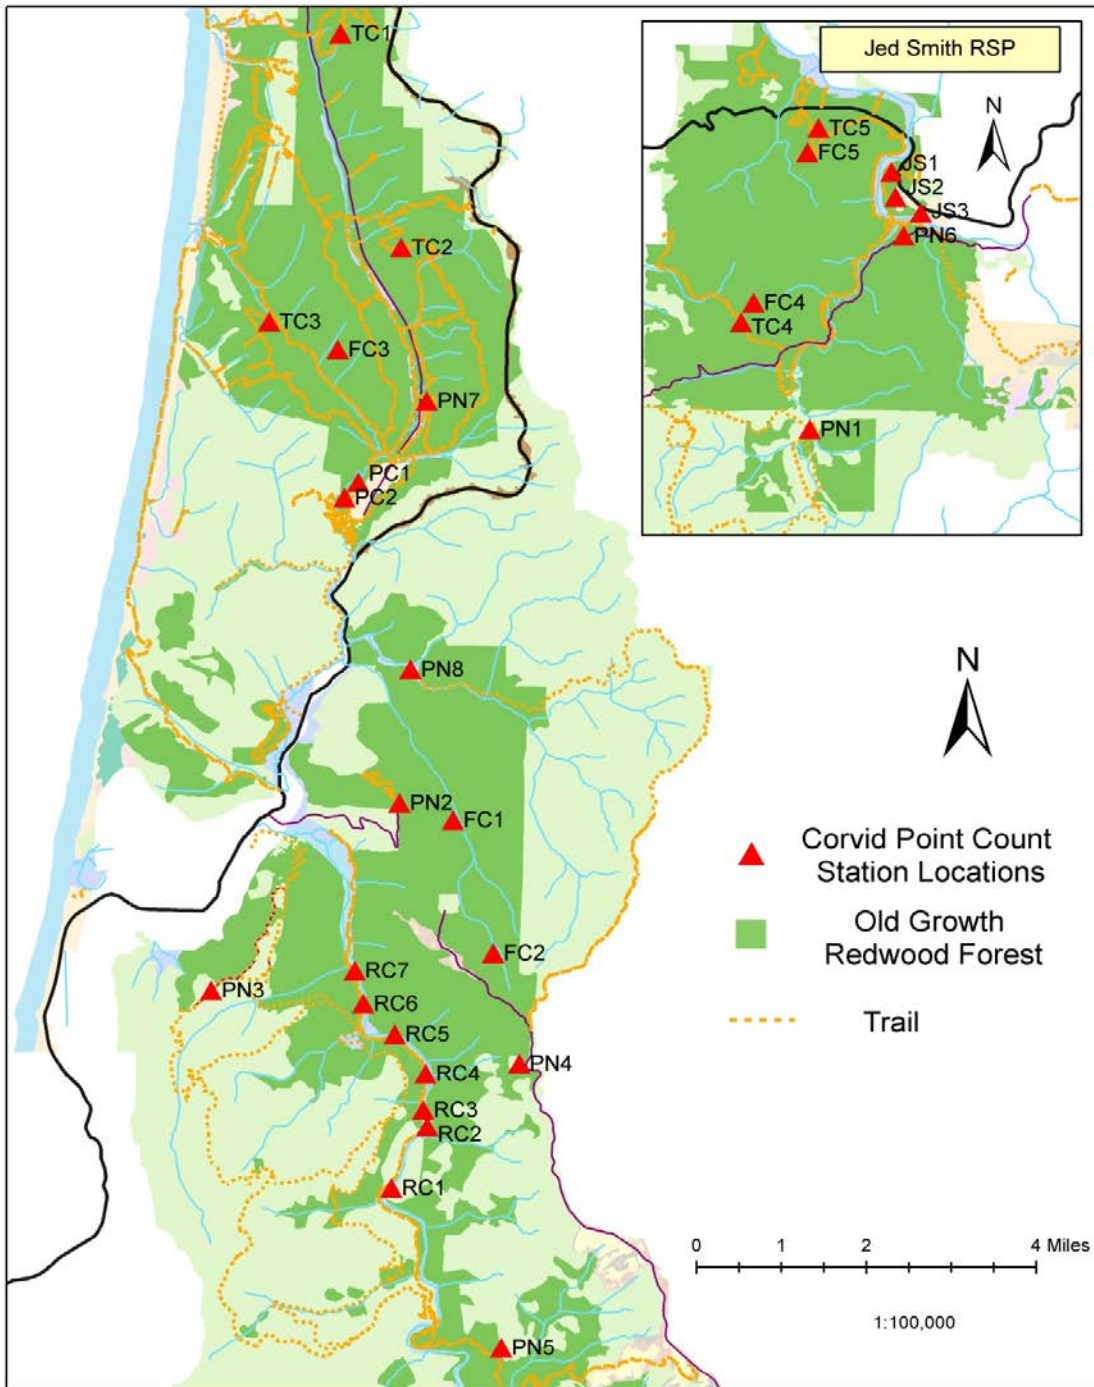 TC1
TC2
TC3
FC3
PN7
PC1
PC2
PN8
PN2
FC1
FC2
RC7
PN3
RC6
RC5
RC4
PN4
RC3
RC2
RC1
PN5
Jed Smith RSP
N
TC5
FC5
JS1
JS2
JS3
PN6
FC4
TC4
PN1
N
Corvid Point Count
Station Locations
Old Growth
Redwood Forest
Trail
0 1 2 4 Miles
1:100,000